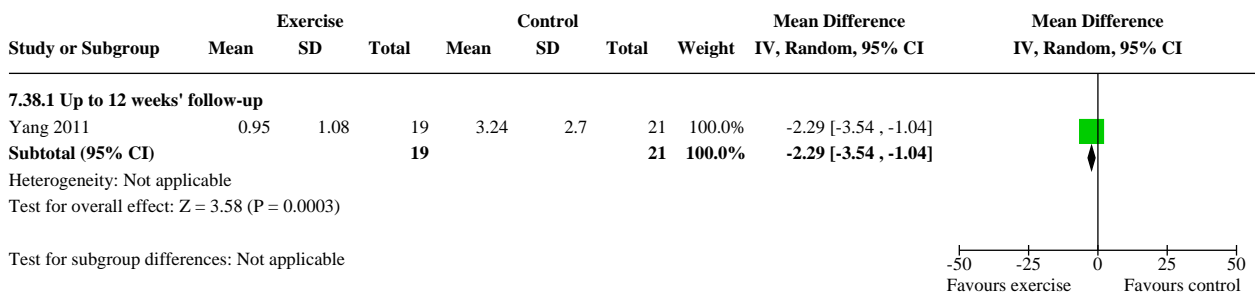 Exercise Control Mean Difference Mean Difference
Study or Subgroup Mean SD Total Mean SD Total Weight IV, Random, 95% CI IV, Random, 95% CI
7.38.1 Up to 12 weeks' follow-up
Yang 2011 0.95 1.08 19 3.24 2.7 21 100.0% -2.29 [-3.54 , -1.04]
Subtotal (95% CI) 19 21 100.0% -2.29 [-3.54 , -1.04]
Heterogeneity: Not applicable
Test for overall effect: Z = 3.58 (P = 0.0003)
Test for subgroup differences: Not applicable
-50 -25 0 25 50
Favours exercise Favours control